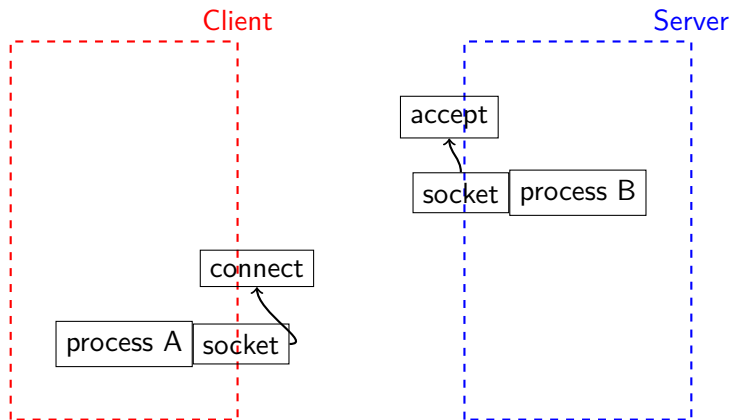 Client
Server
accept
socket
process B
connect
process A
socket